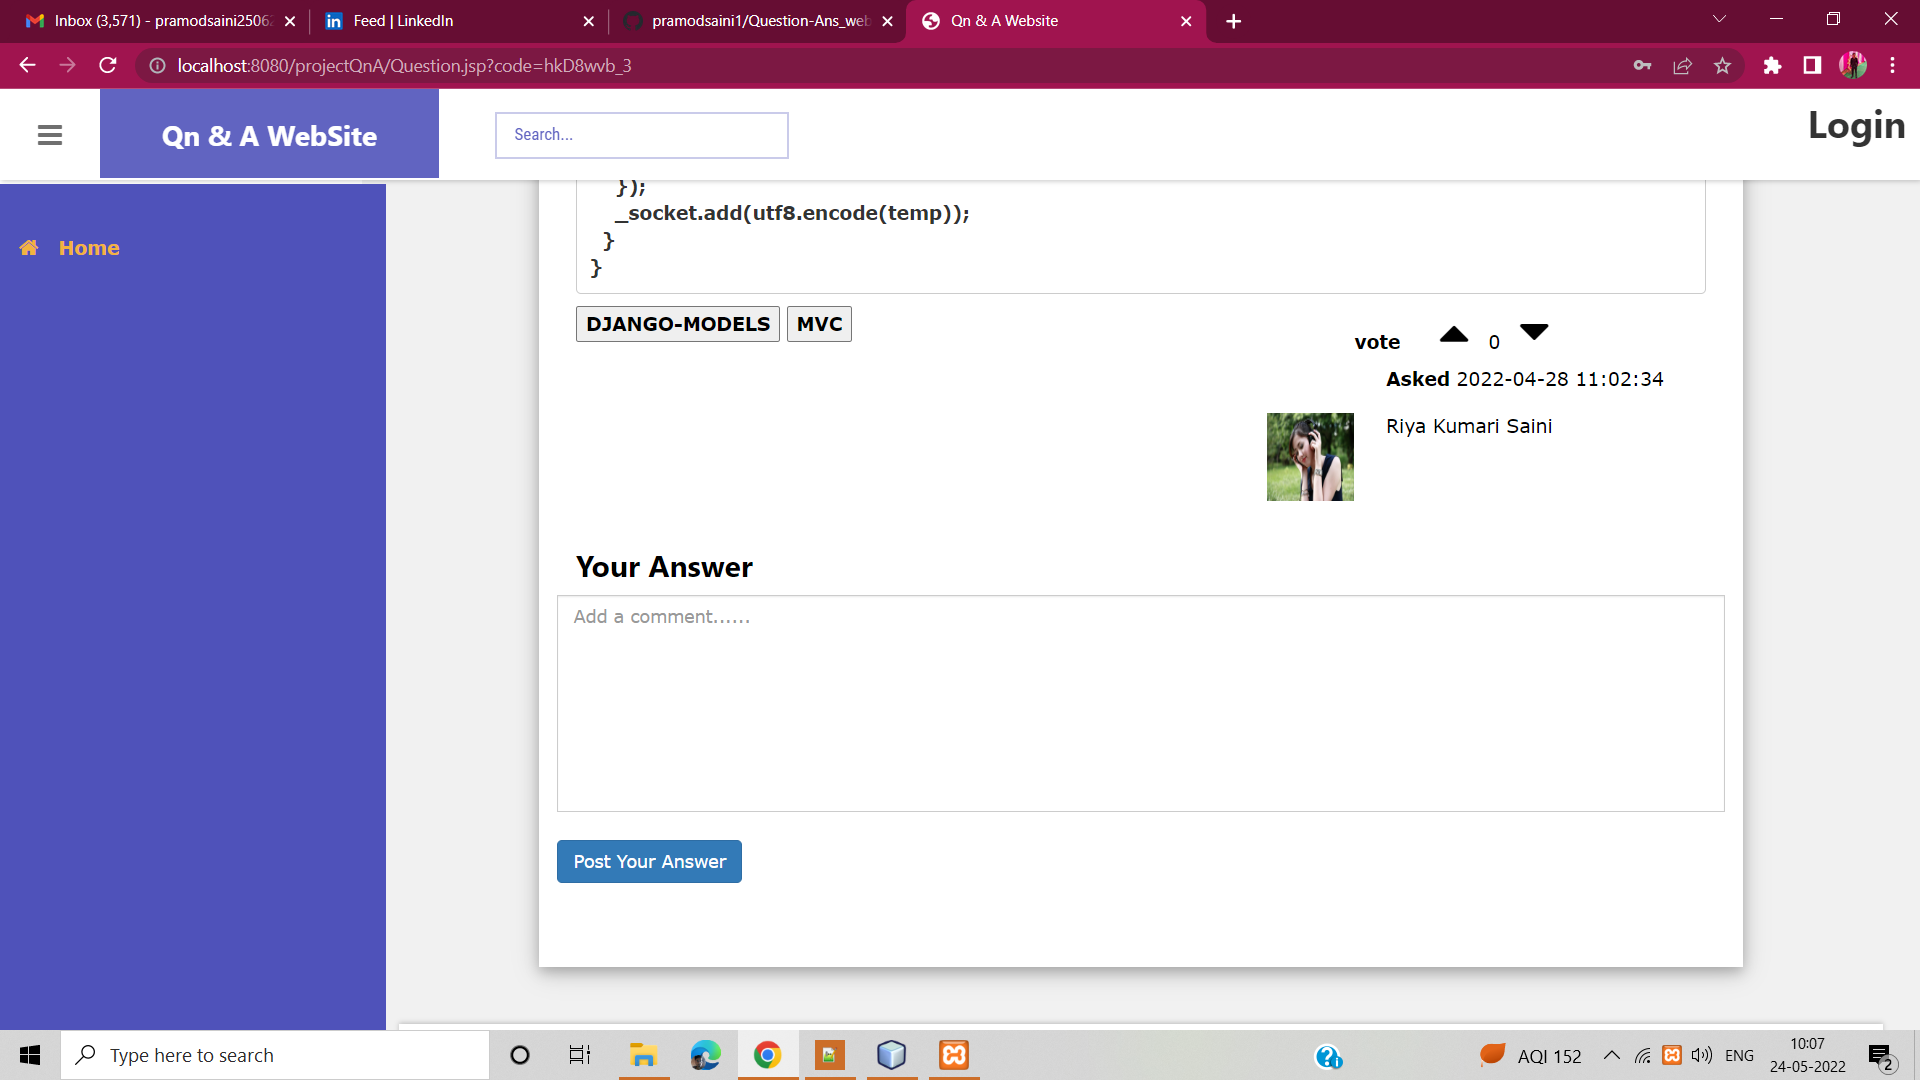 Inbox (3,571) - pramodsaini2506
Feed | LinkedIn
pramodsaini1/Question-Ans_web
Qn & A Website
localhost:8080/projectQnA/Question.jsp?code=hkD8wvb_3
Qn & A WebSite
Search...
Login
Home
});
_socket.add(utf8.encode(temp));
}
}
DJANGO-MODELS MVC
vote 0
Asked 2022-04-28 11:02:34
Riya Kumari Saini
Your Answer
Add a comment......
Post Your Answer
Type here to search
AQI 152
ENG
10:07
24-05-2022
2